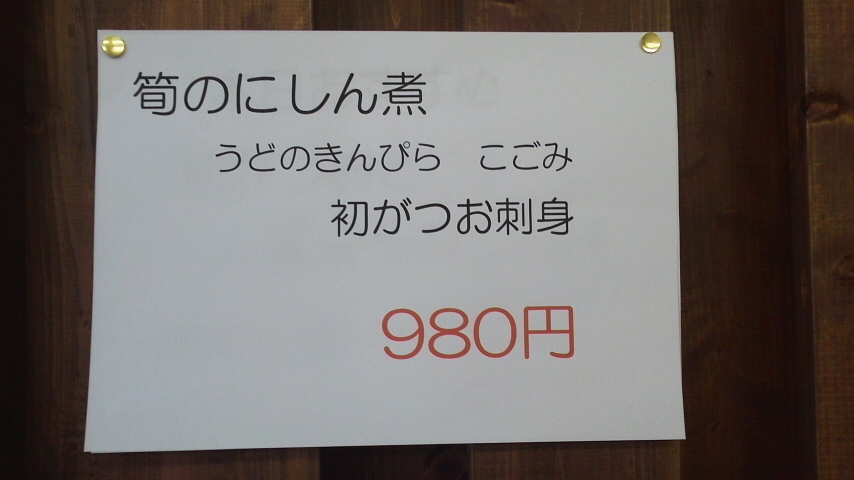 筍のにしん煮
うどのきんぴら　こごみ
初がつお刺身
980円